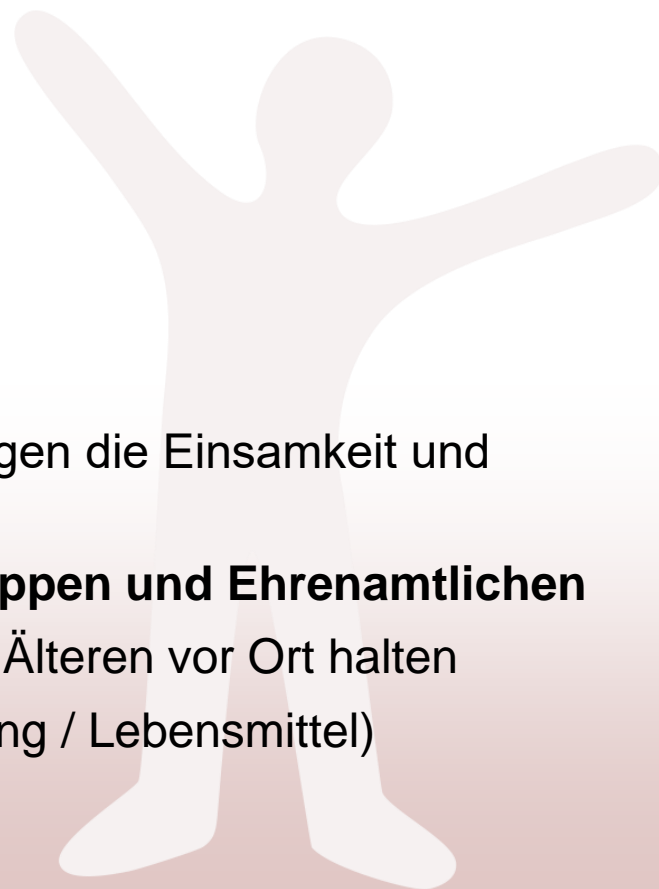 gen die Einsamkeit und
ppen und Ehrenamtlichen
Älteren vor Ort halten
ng / Lebensmittel)